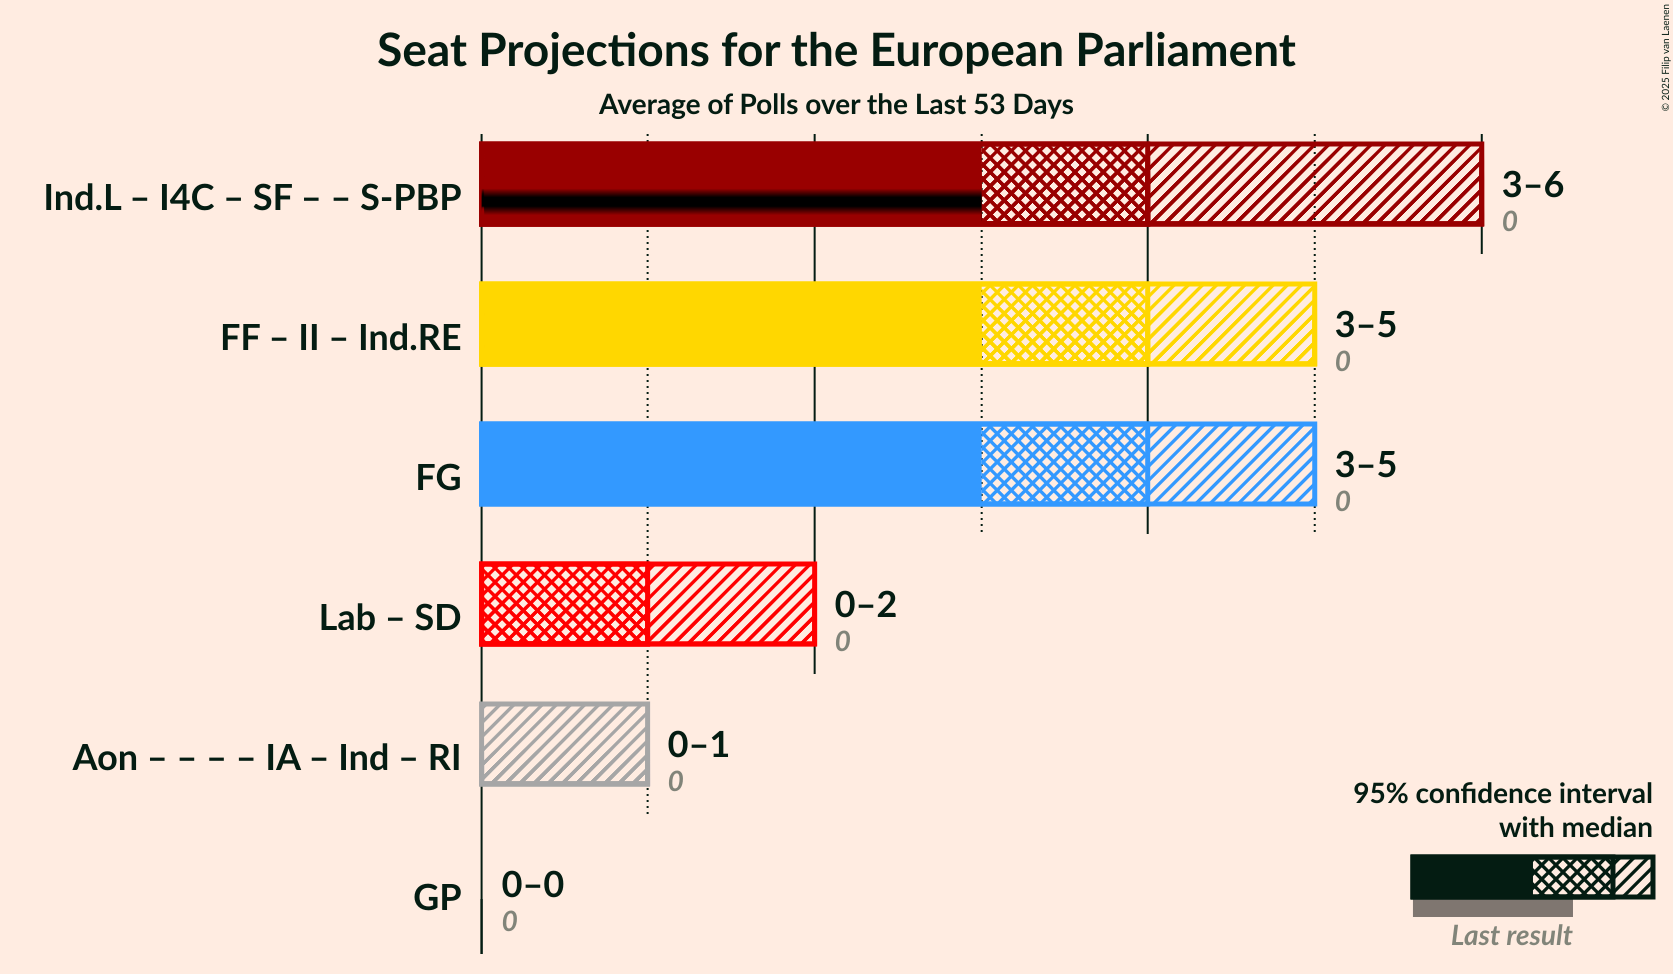 Seat Projections for the European Parliament
Average of Polls over the Last 53 Days
© 2025 Filip van Laenen
Ind.L – I4C – SF – – S-PBP
3–6
0
FF – II – Ind.RE
3–5
0
FG
3–5
0
Lab – SD
0–2
0
Aon – – – – IA – Ind – RI
0–1
0
GP
0–0
0
95% confidence interval
with median
Last result